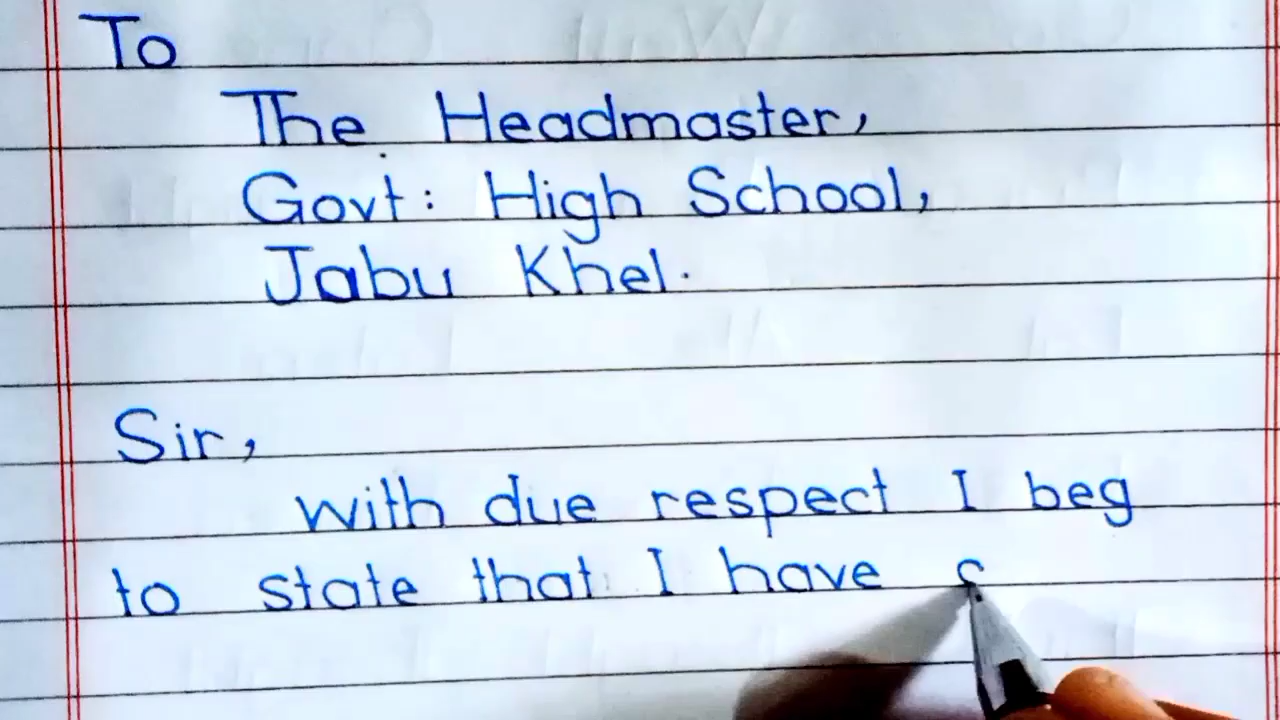 To
The Headmaster,
Govt: High School,
Jabu Khel.
Sir,
with due respect I beg
to state that I have